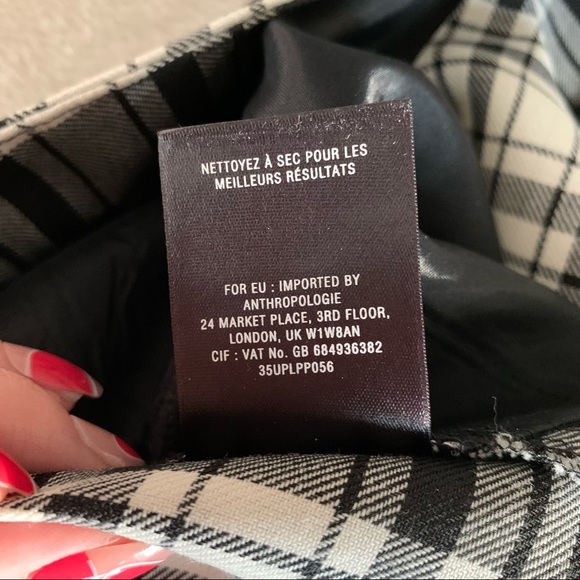 NETTOYEZ À SEC POUR LES
MEILLEURS RÉSULTATS
FOR EU : IMPORTED BY
ANTHROPOLOGIE
24 MARKET PLACE, 3RD FLOOR,
LONDON, UK W1W8AN
CIF : VAT No. GB 684936382
35UPLPP056